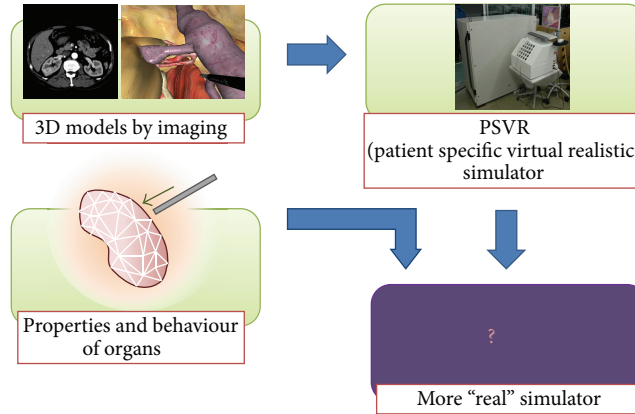 3D models by imaging
PSVR
(patient specific virtual realistic
simulator
Properties and behaviour
of organs
?
More “real” simulator